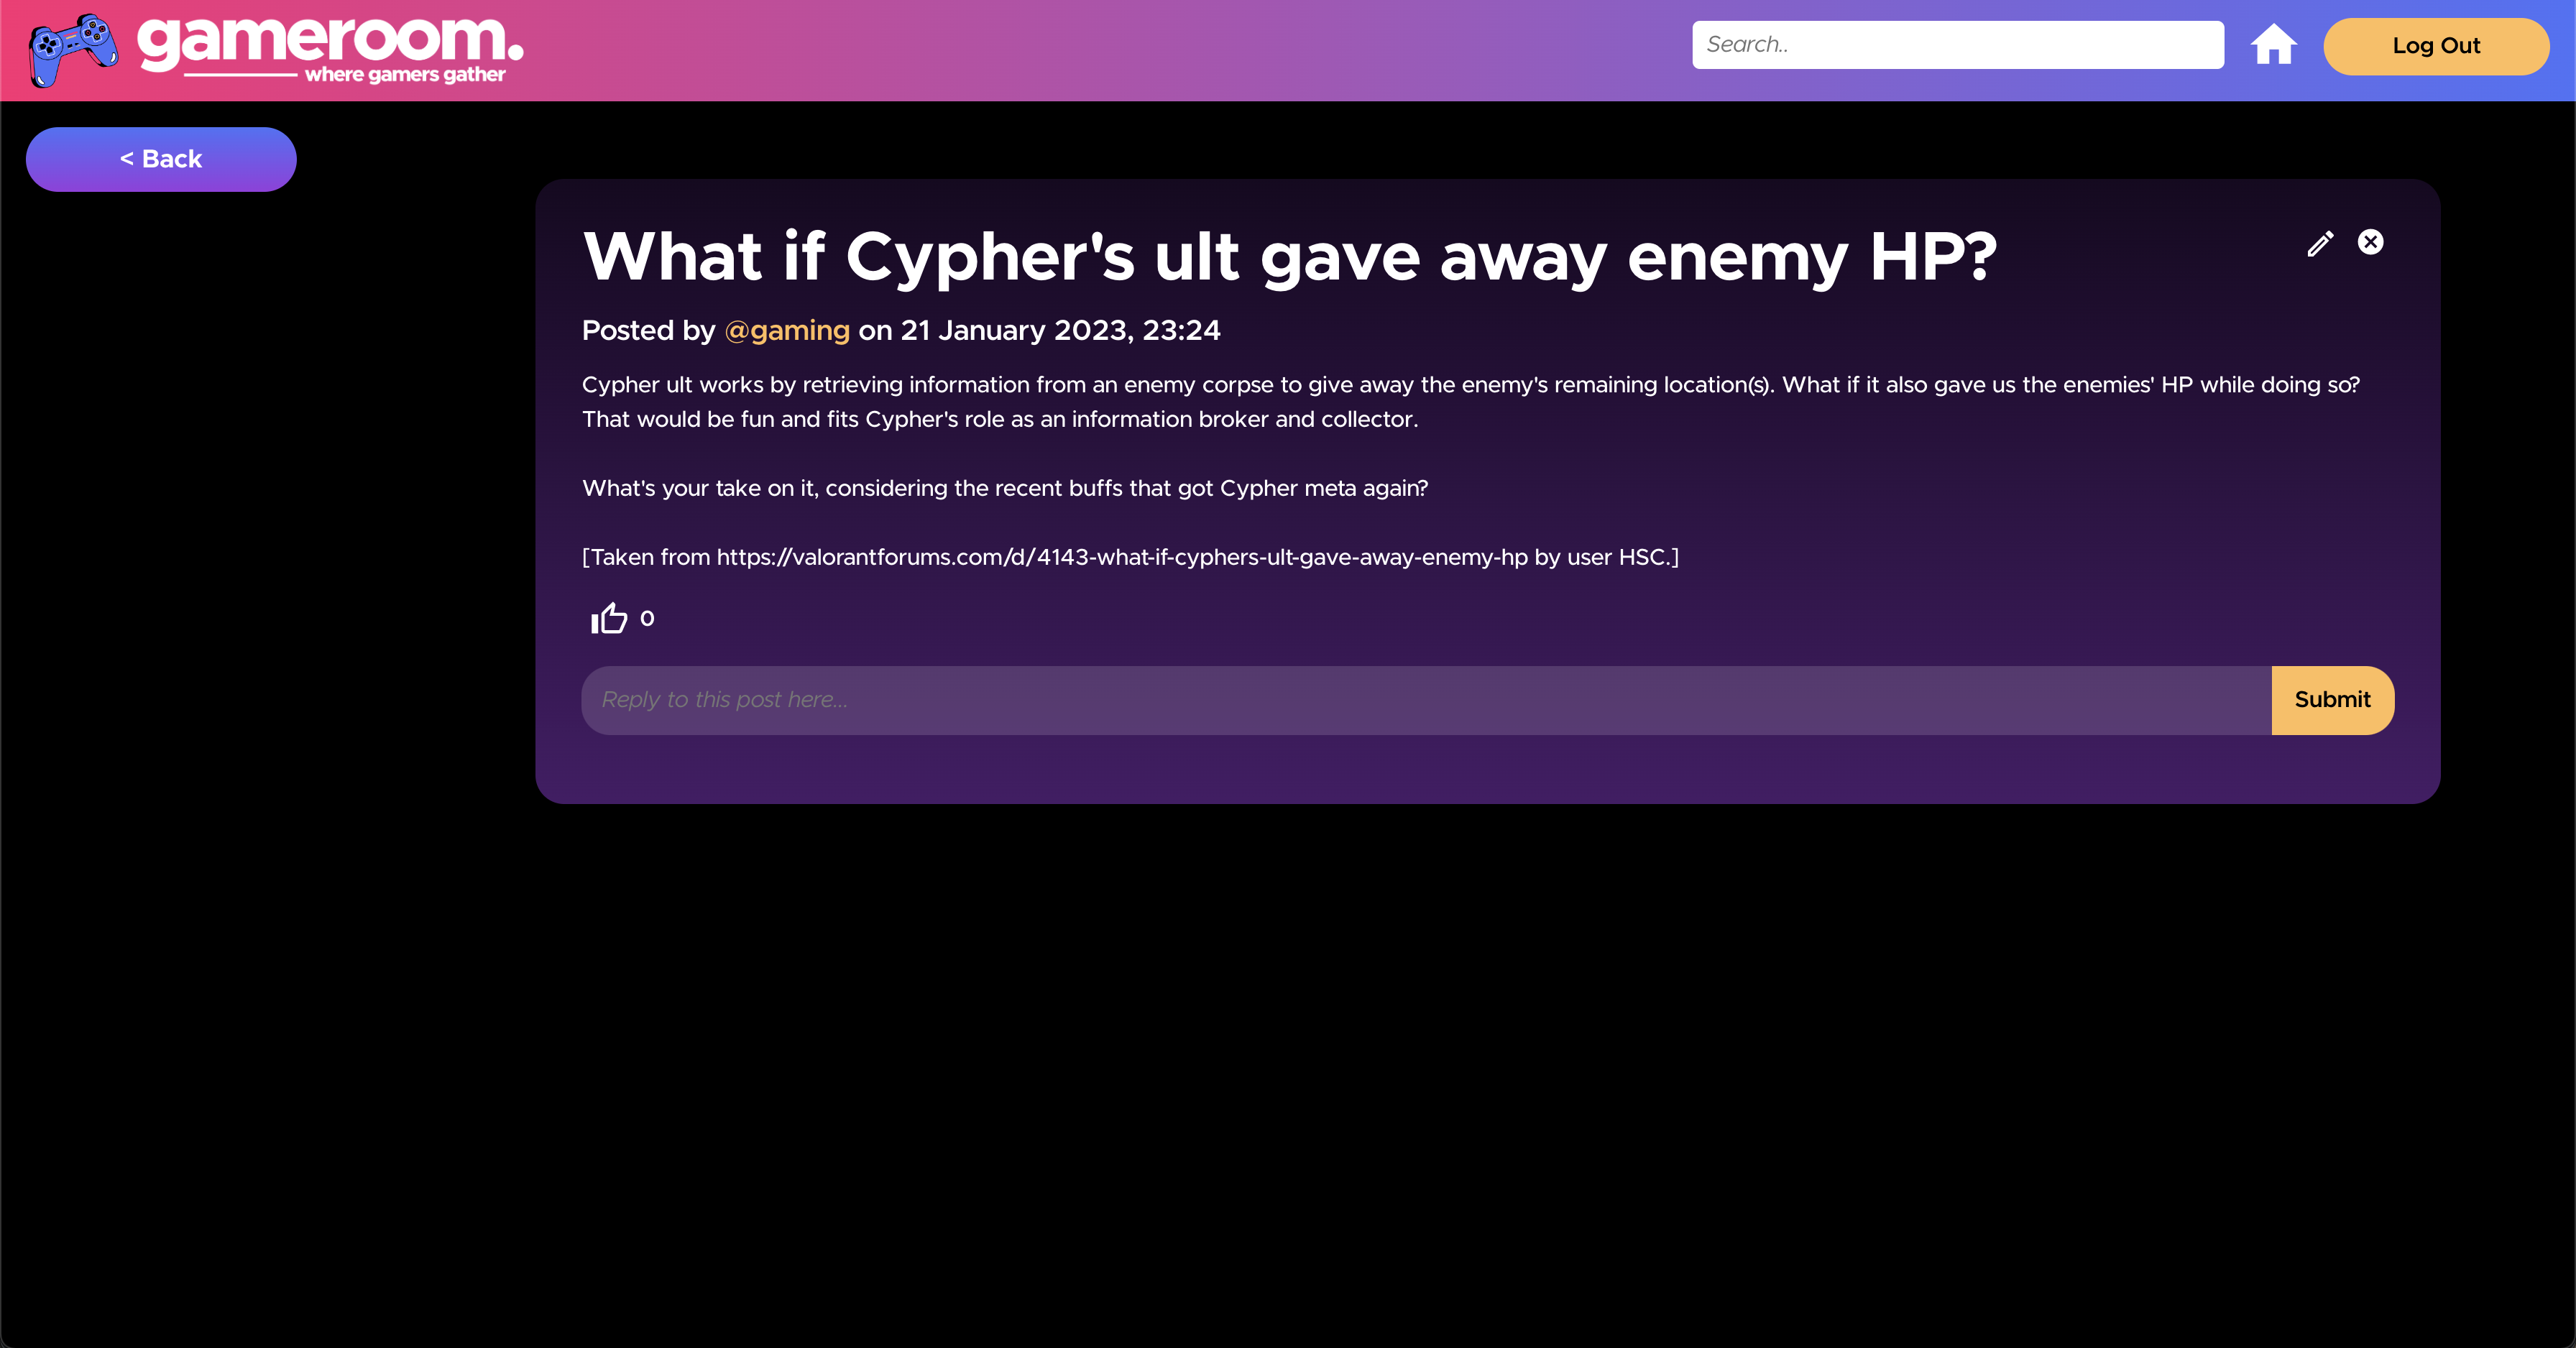 gameroom.
where gamers gather
Search..
Log Out
< Back
What if Cypher's ult gave away enemy HP?
Posted by @gaming on 21 January 2023, 23:24
Cypher ult works by retrieving information from an enemy corpse to give away the enemy's remaining location(s). What if it also gave us the enemies' HP while doing so?
That would be fun and fits Cypher's role as an information broker and collector.
What's your take on it, considering the recent buffs that got Cypher meta again?
[Taken from https://valorantforums.com/d/4143-what-if-cyphers-ult-gave-away-enemy-hp by user HSC.]
0
Reply to this post here...
Submit